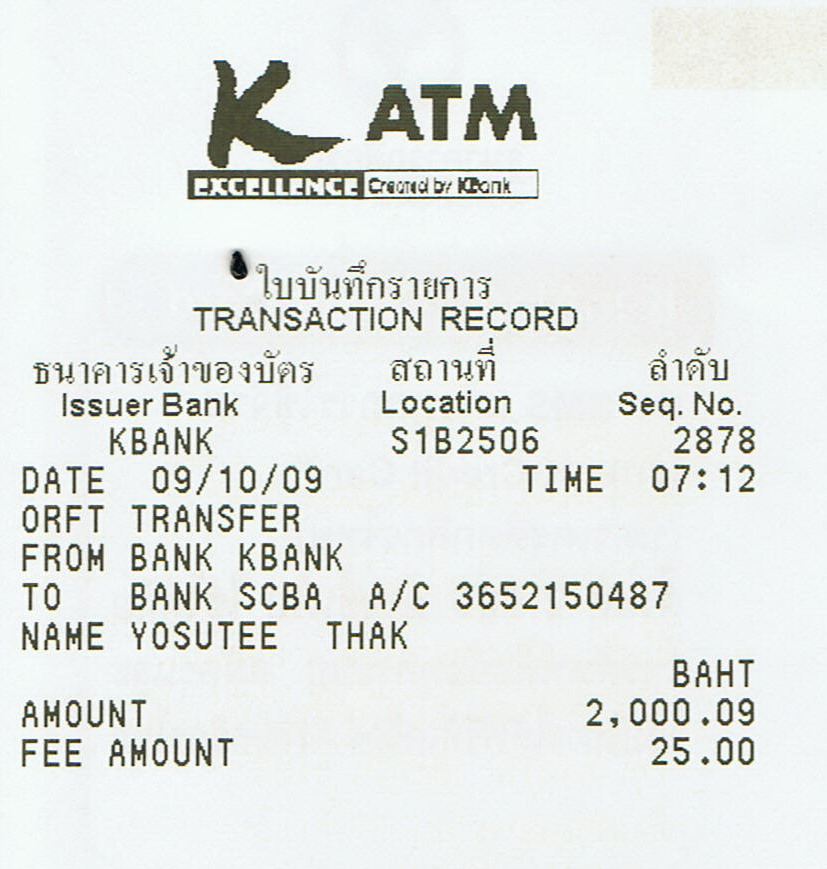 K ATM
EXCELLENCE Created by KBank
ใบบันทึกรายการ
TRANSACTION RECORD
ธนาคารเจ้าของบัตร สถานที่ ลำดับ
Issuer Bank Location Seq. No.
KBANK S1B2506 2878
DATE 09/10/09 TIME 07:12
ORFT TRANSFER
FROM BANK KBANK
TO BANK SCBA A/C 3652150487
NAME YOSUTEE THAK
BAHT
AMOUNT 2,000.09
FEE AMOUNT 25.00